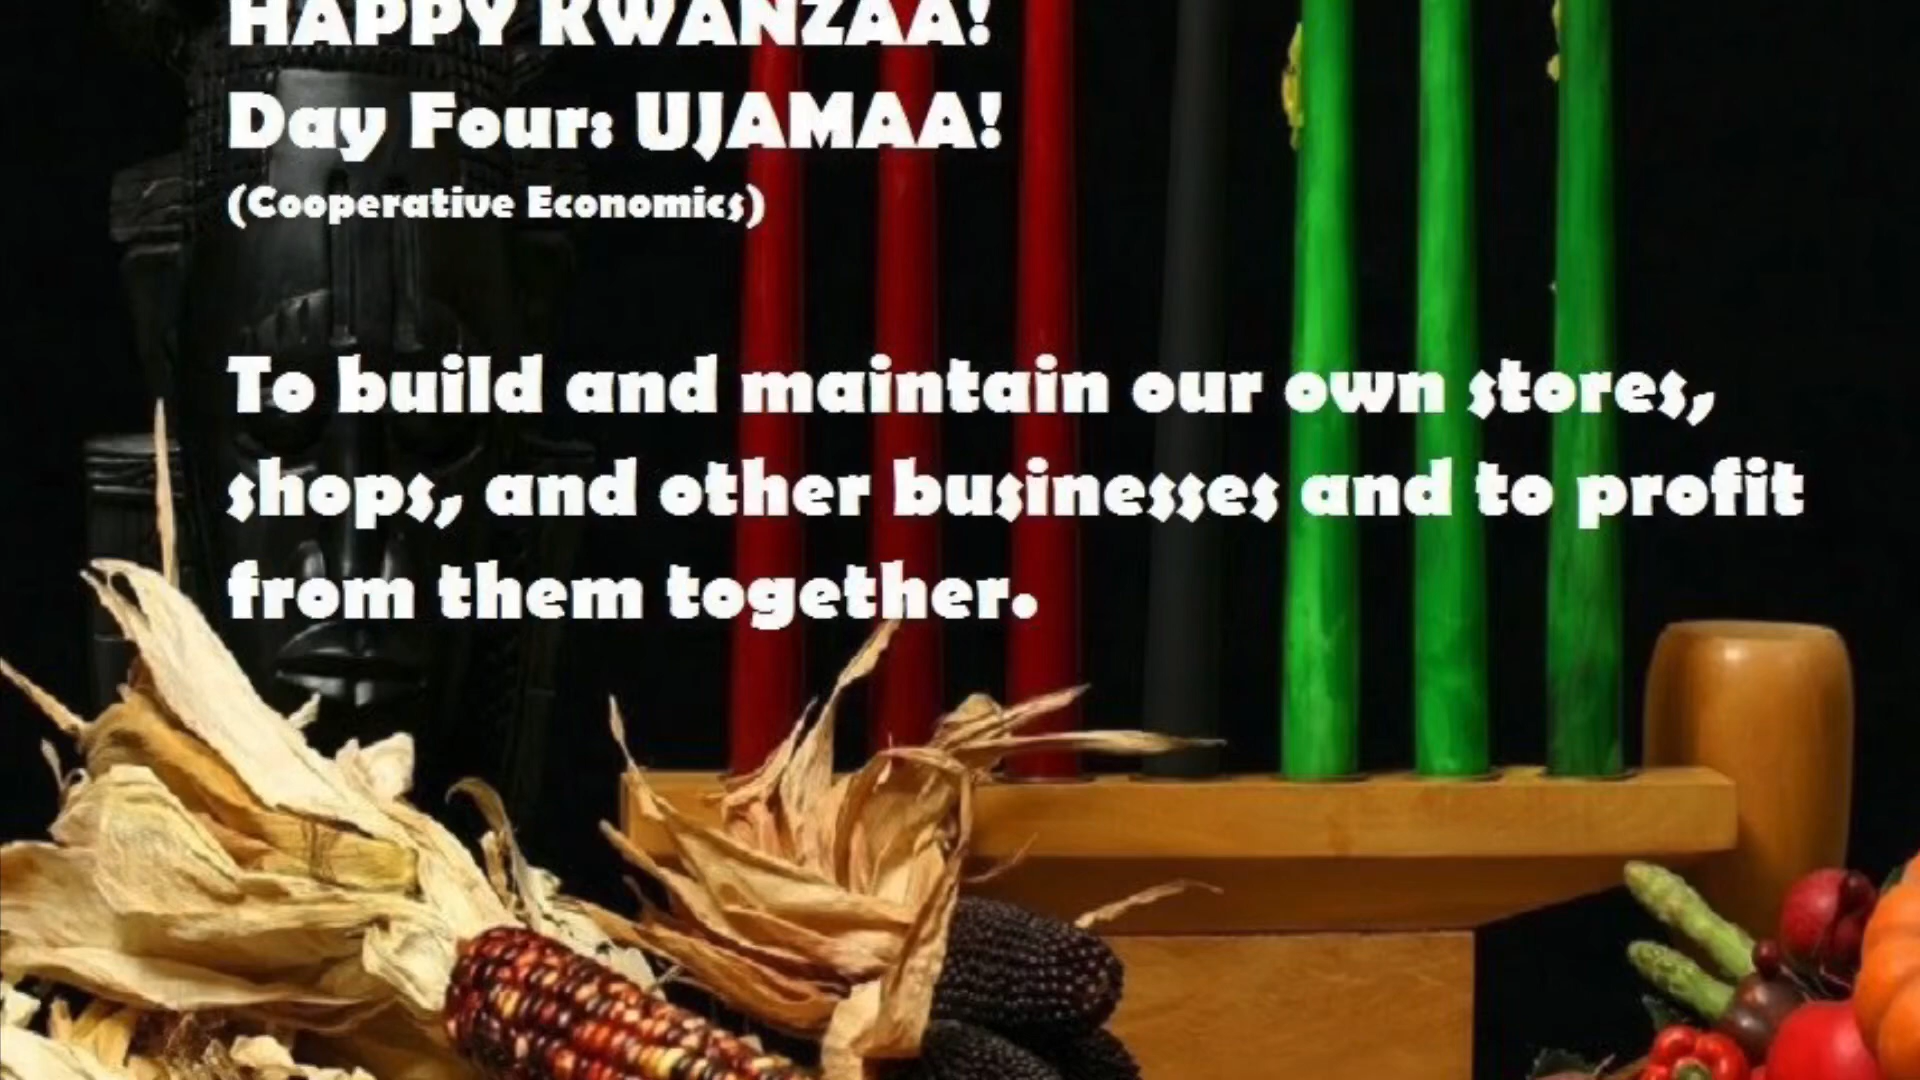 HAPPY KWANZAA!
Day Four: UJAMAA!
(Cooperative Economics)
To build and maintain our own stores,
shops, and other businesses and to profit
from them together.